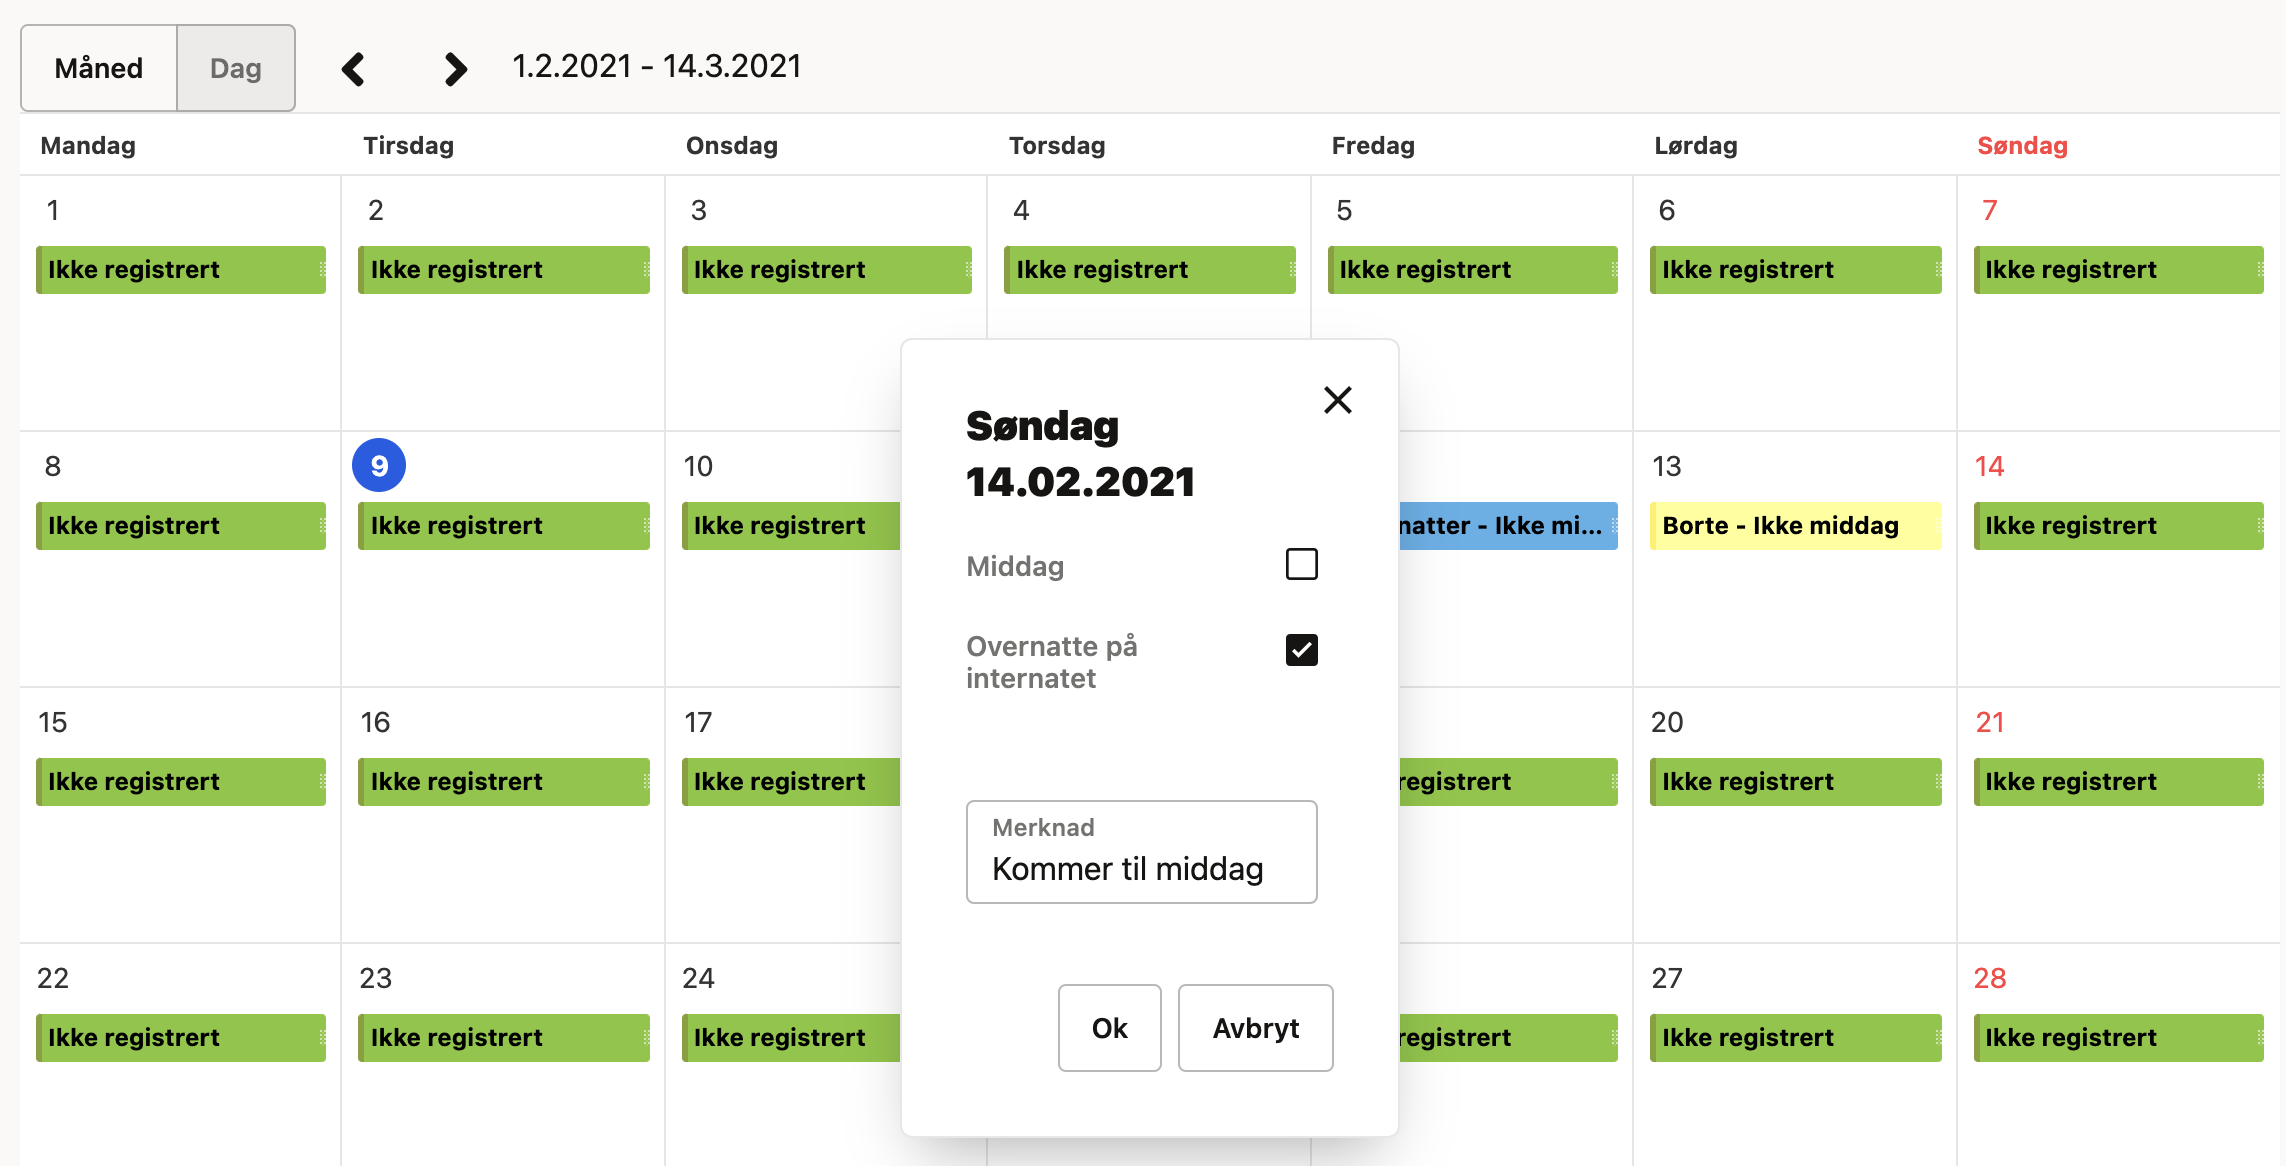 Måned Dag 1.2.2021 - 14.3.2021
Mandag Tirsdag Onsdag Torsdag Fredag Lørdag Søndag
1 2 3 4 5 6 7
Ikke registrert Ikke registrert Ikke registrert Ikke registrert Ikke registrert Ikke registrert Ikke registrert
8 9 10 13 14
Ikke registrert Ikke registrert Ikke registrert natter - Ikke mi... Borte - Ikke middag Ikke registrert
15 16 17 20 21
Ikke registrert Ikke registrert Ikke registrert registrert Ikke registrert Ikke registrert
22 23 24 27 28
Ikke registrert Ikke registrert Ikke registrert registrert Ikke registrert Ikke registrert
Søndag
14.02.2021
Middag
Overnatte på
internatet
Merknad
Kommer til middag
Ok Avbryt